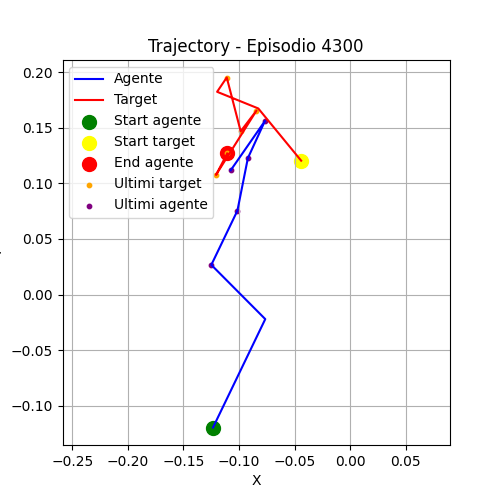 Trajectory - Episodio 4300
Agente
Target
Start agente
Start target
End agente
Ultimi target
Ultimi agente
0.20
0.15
0.10
0.05
0.00
−0.05
−0.10
−0.25
−0.20
−0.15
−0.10
−0.05
0.00
0.05
X